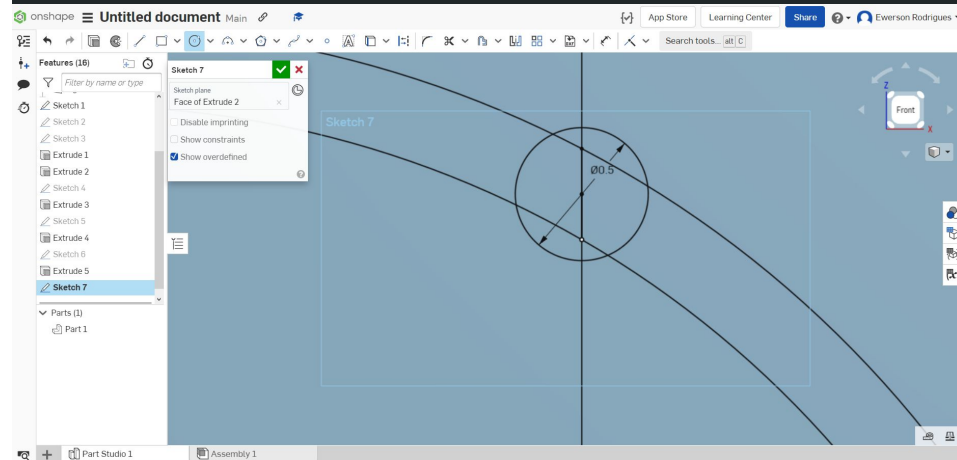 onshape Untitled document Main App Store Learning Center Share Ewerson Rodrigues
Search tools... alt C
Features (16)
Filter by name or type
Sketch 1
Sketch 2
Sketch 3
Extrude 1
Extrude 2
Sketch 4
Extrude 3
Sketch 5
Extrude 4
Sketch 6
Extrude 5
Sketch 7
Parts (1)
Part 1
Sketch 7
Sketch plane
Face of Extrude 2
Disable imprinting
Show constraints
Show overdefined
Sketch 7
Ø0.5
Z
Front
X
Part Studio 1 Assembly 1